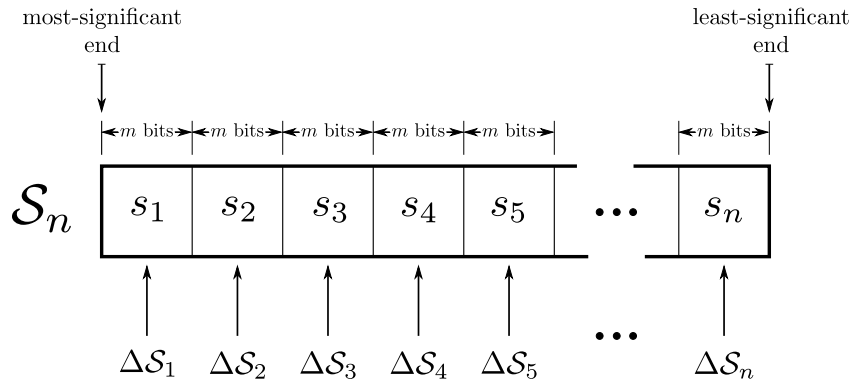 most-significant end
least-significant end
m bits m bits m bits m bits m bits m bits
𝒮ₙ s₁ s₂ s₃ s₄ s₅ ••• sₙ
Δ𝒮₁ Δ𝒮₂ Δ𝒮₃ Δ𝒮₄ Δ𝒮₅ ••• Δ𝒮ₙ